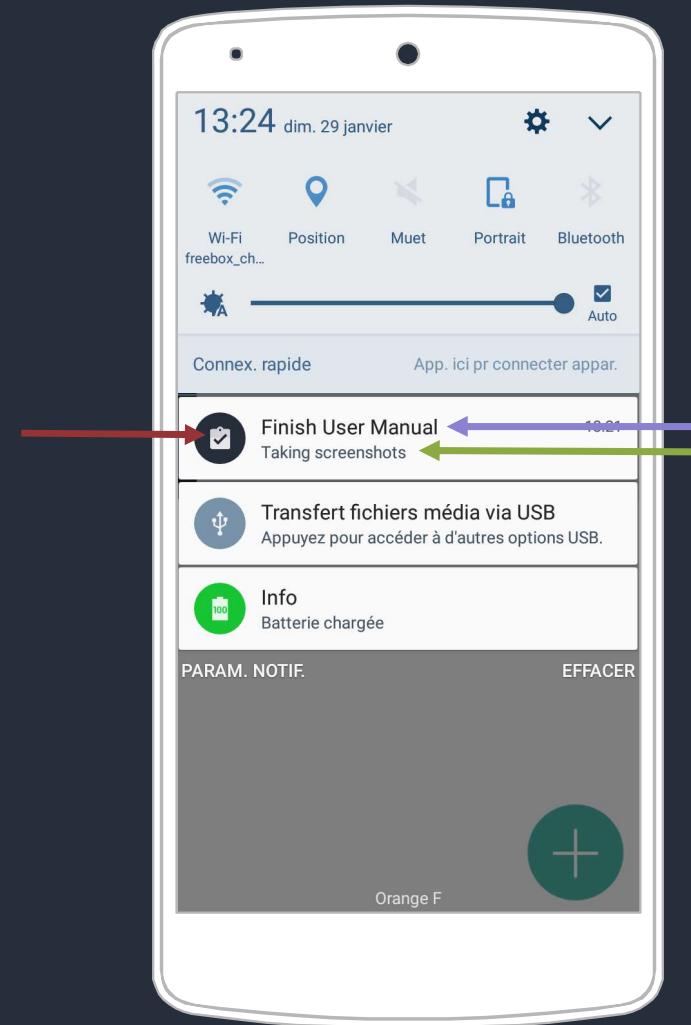 13:24 dim. 29 janvier
Wi-Fi
freebox_ch...
Position
Muet
Portrait
Bluetooth
A
Auto
Connex. rapide
App. ici pr connecter appar.
Finish User Manual
13:21
Taking screenshots
Transfert fichiers média via USB
Appuyez pour accéder à d'autres options USB.
100
Info
Batterie chargée
PARAM. NOTIF.
EFFACER
Orange F